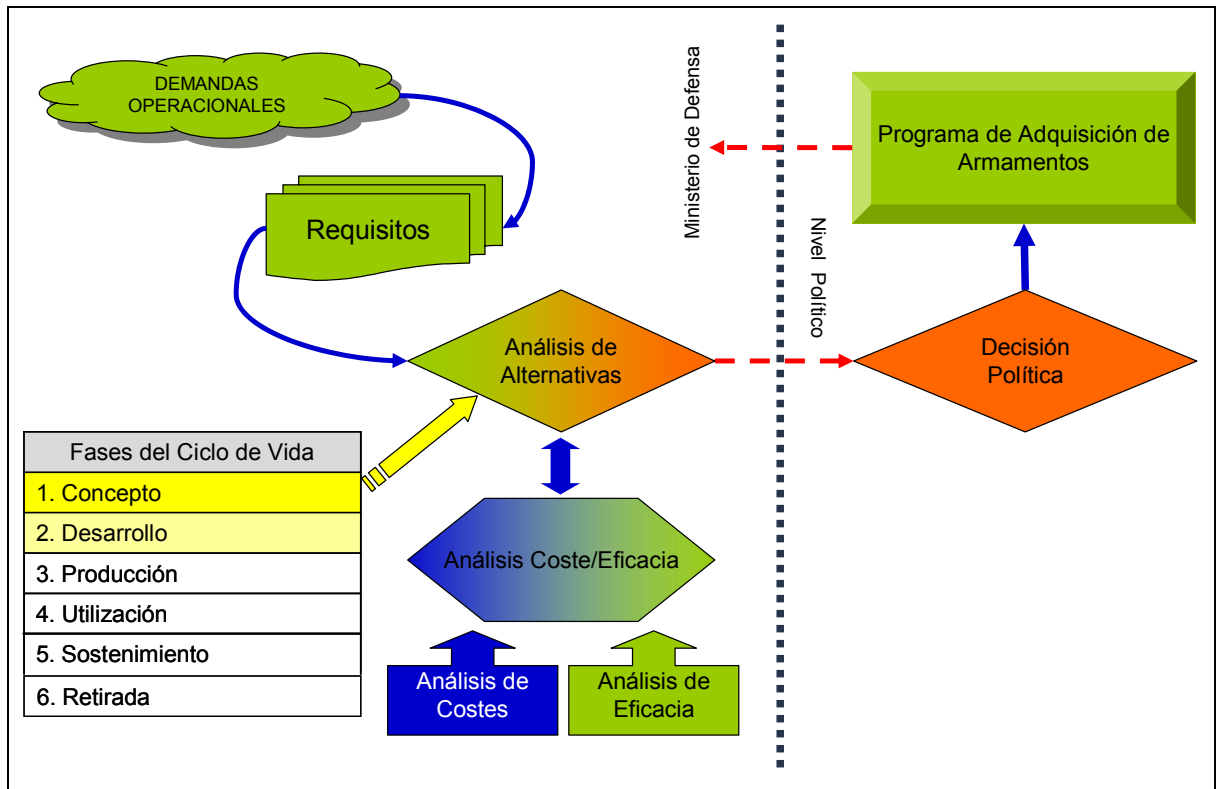 DEMANDAS
OPERACIONALES
Requisitos
Análisis de
Alternativas
Fases del Ciclo de Vida
1. Concepto
2. Desarrollo
3. Producción
4. Utilización
5. Sostenimiento
6. Retirada
Análisis Coste/Eficacia
Análisis de
Costes
Análisis de
Eficacia
Ministerio de Defensa
Nivel Político
Programa de Adquisición de
Armamentos
Decisión
Política